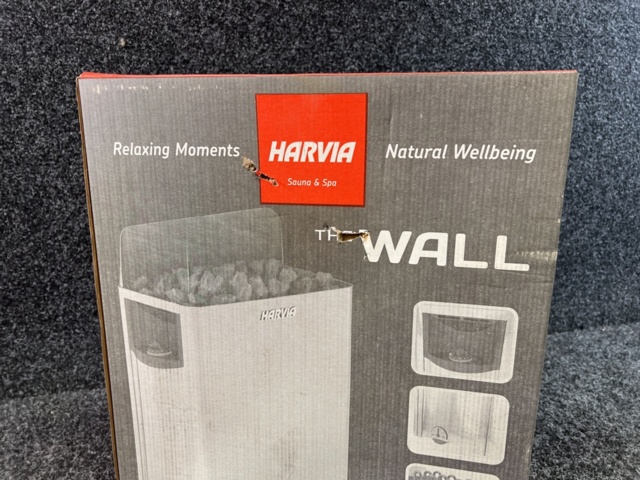 Relaxing Moments
HARVIA
Sauna & Spa
Natural Wellbeing
WALL
HARVIA